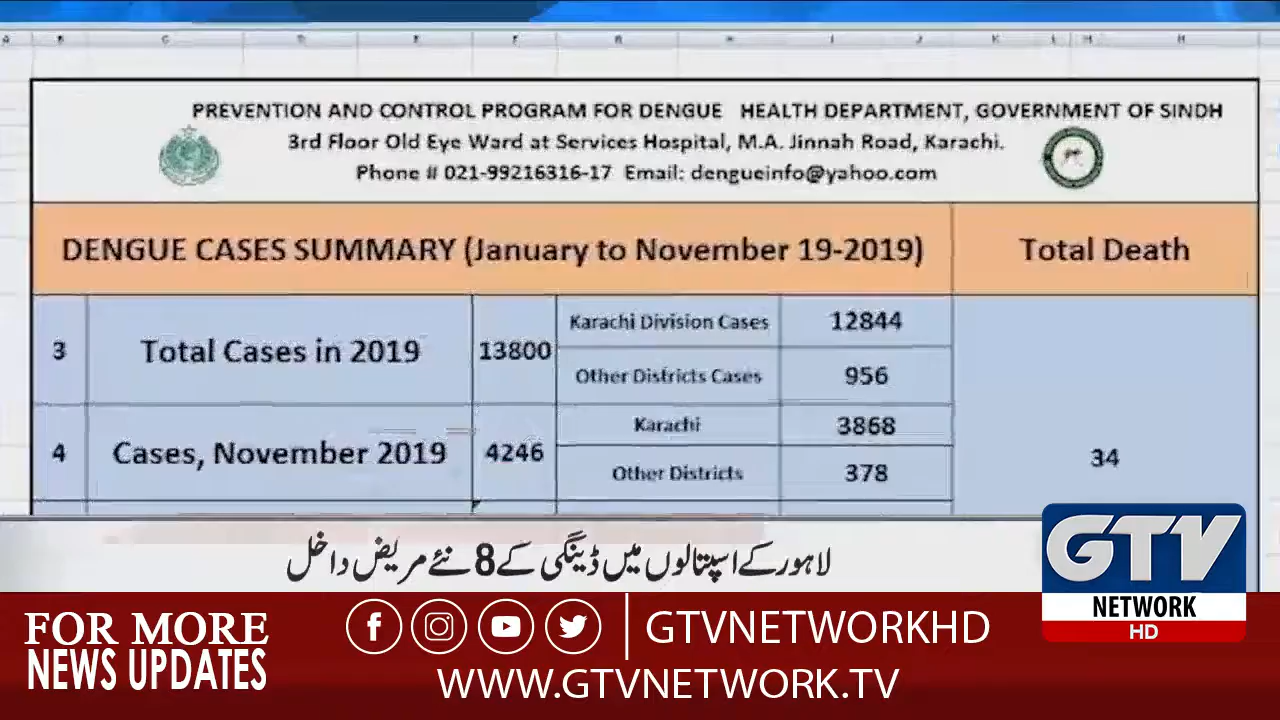 PREVENTION AND CONTROL PROGRAM FOR DENGUE HEALTH DEPARTMENT, GOVERNMENT OF SINDH
3rd Floor Old Eye Ward at Services Hospital, M.A. Jinnah Road, Karachi.
Phone # 021-99216316-17 Email: dengueinfo@yahoo.com
DENGUE CASES SUMMARY (January to November 19-2019) Total Death
3 Total Cases in 2019 13800 Karachi Division Cases 12844
Other Districts Cases 956
4 Cases, November 2019 4246 Karachi 3868
Other Districts 378
34
لاہور کے اسپتالوں میں ڈینگی کے 8 نئے مریض داخل
GTV
NETWORK
HD
FOR MORE
NEWS UPDATES
GTVNETWORKHD
WWW.GTVNETWORK.TV